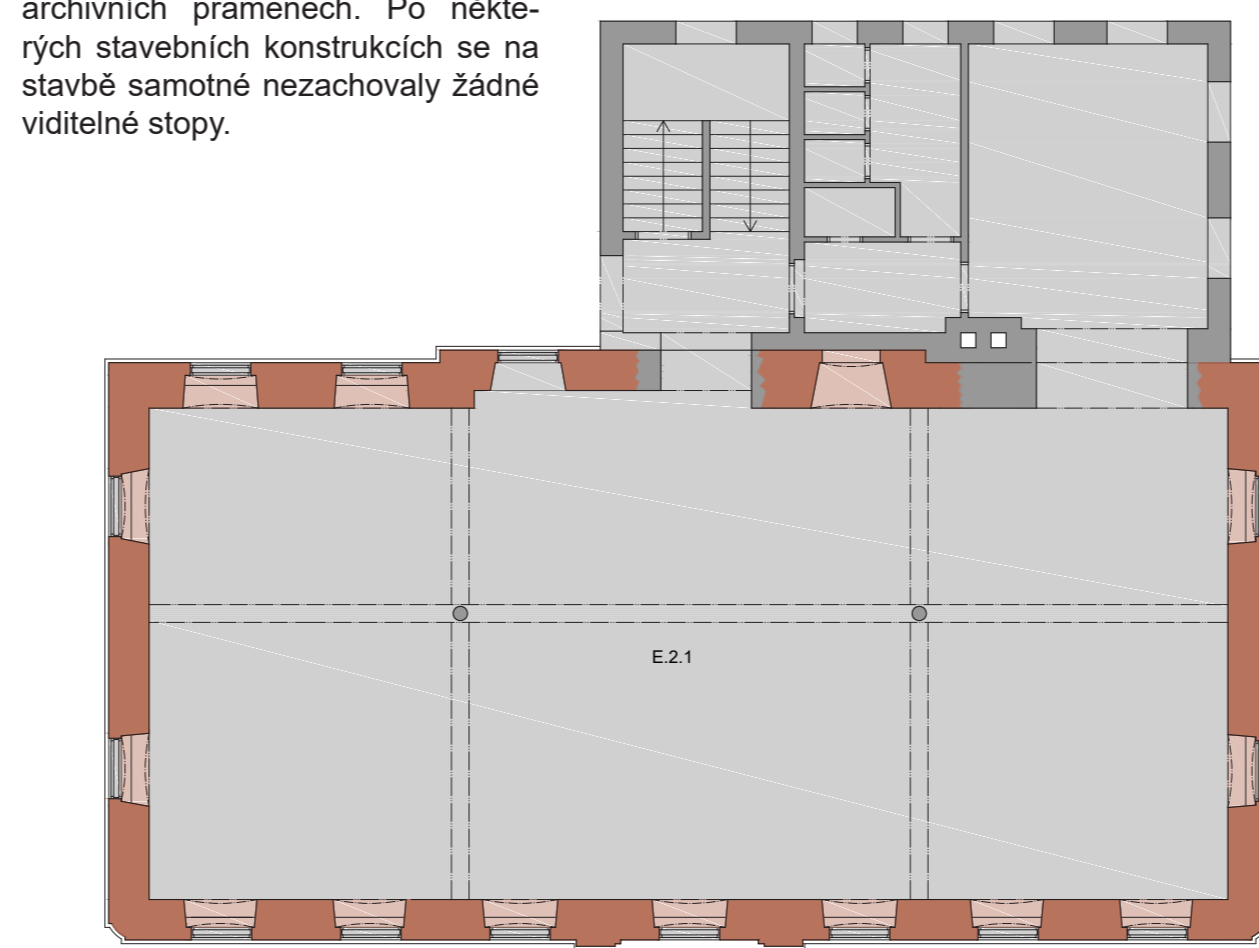 archivních pramenech. Po někte-
rých stavebních konstrukcích se na
stavbě samotné nezachovaly žádné
viditelné stopy.
E.2.1